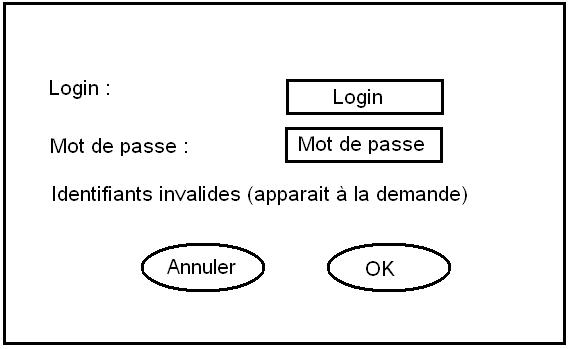 Login :
Login
Mot de passe :
Mot de passe
Identifiants invalides (apparait à la demande)
Annuler
OK